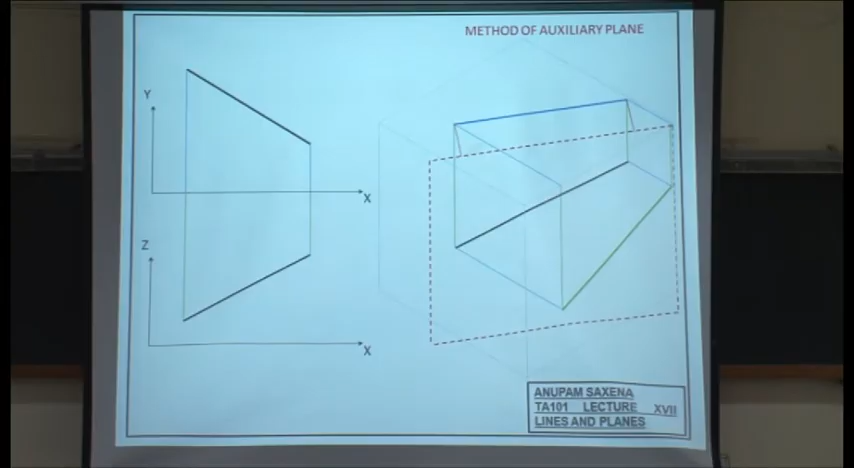 METHOD OF AUXILIARY PLANE
Y
X
Z
X
ANUPAM SAXENA
TA101 LECTURE XVII
LINES AND PLANES